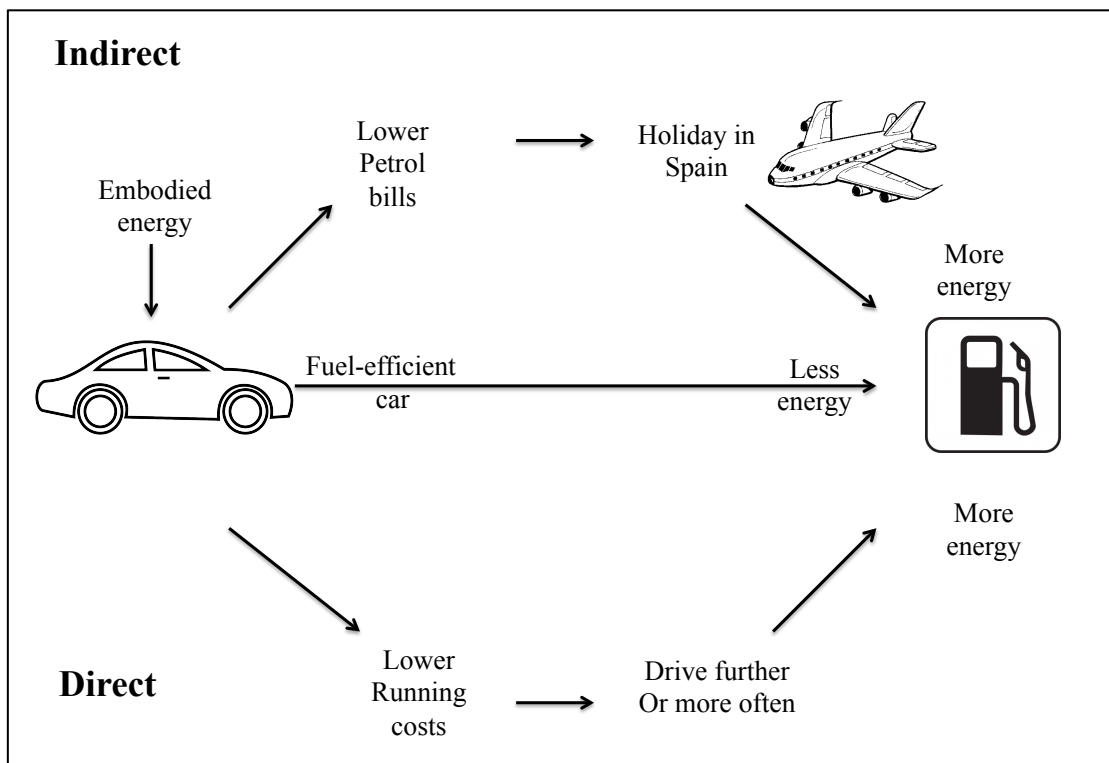 Indirect
Lower
Petrol
bills
Holiday in
Spain
Embodied
energy
More
energy
Fuel-efficient
car
Less
energy
More
energy
Direct
Lower
Running
costs
Drive further
Or more often